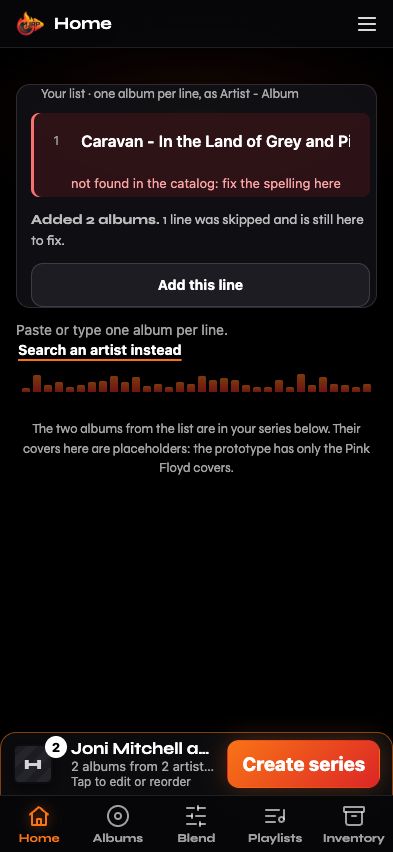 JRP
Home
Your list · one album per line, as Artist - Album
1 Caravan - In the Land of Grey and Pi
not found in the catalog: fix the spelling here
Added 2 albums. 1 line was skipped and is still here
to fix.
Add this line
Paste or type one album per line.
Search an artist instead
The two albums from the list are in your series below. Their
covers here are placeholders: the prototype has only the Pink
Floyd covers.
H
2
Joni Mitchell a...
2 albums from 2 artist...
Tap to edit or reorder
Create series
Home Albums Blend Playlists Inventory